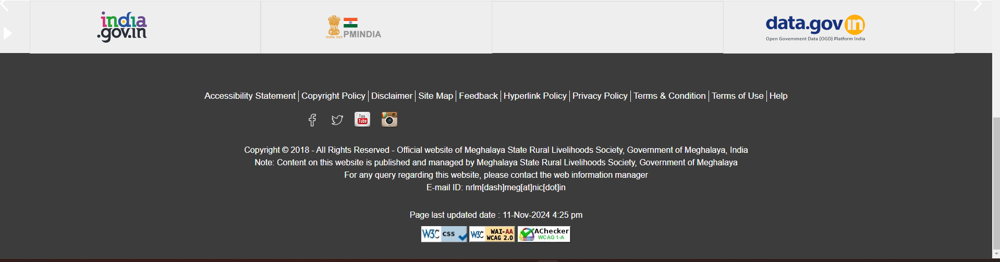 india
.gov.in
PMINDIA
data.gov in
Open Government Data (OGD) Platform India
Accessibility Statement | Copyright Policy | Disclaimer | Site Map | Feedback | Hyperlink Policy | Privacy Policy | Terms & Condition | Terms of Use | Help
You
Tube
Copyright © 2018 - All Rights Reserved - Official website of Meghalaya State Rural Livelihoods Society, Government of Meghalaya, India
Note: Content on this website is published and managed by Meghalaya State Rural Livelihoods Society, Government of Meghalaya
For any query regarding this website, please contact the web information manager
E-mail ID: nrlm[dash]meg[at]nic[dot]in
Page last updated date : 11-Nov-2024 4:25 pm
W3C css
W3C WAI-AA
WCAG 2.0
AChecker
WCAG 1-A